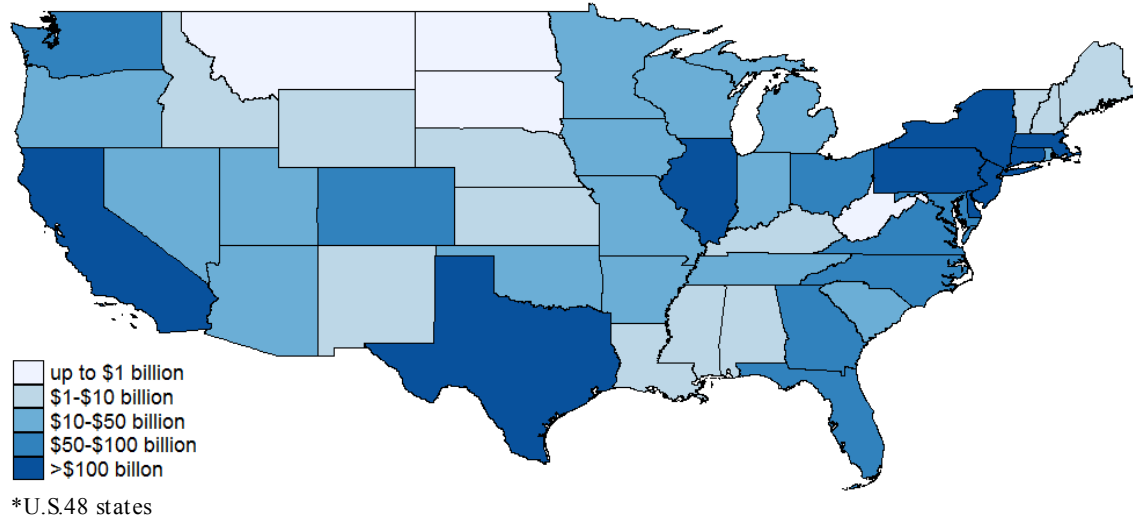 up to $1 billion
$1-$10 billion
$10-$50 billion
$50-$100 billion
>$100 billon
*U.S.48 states